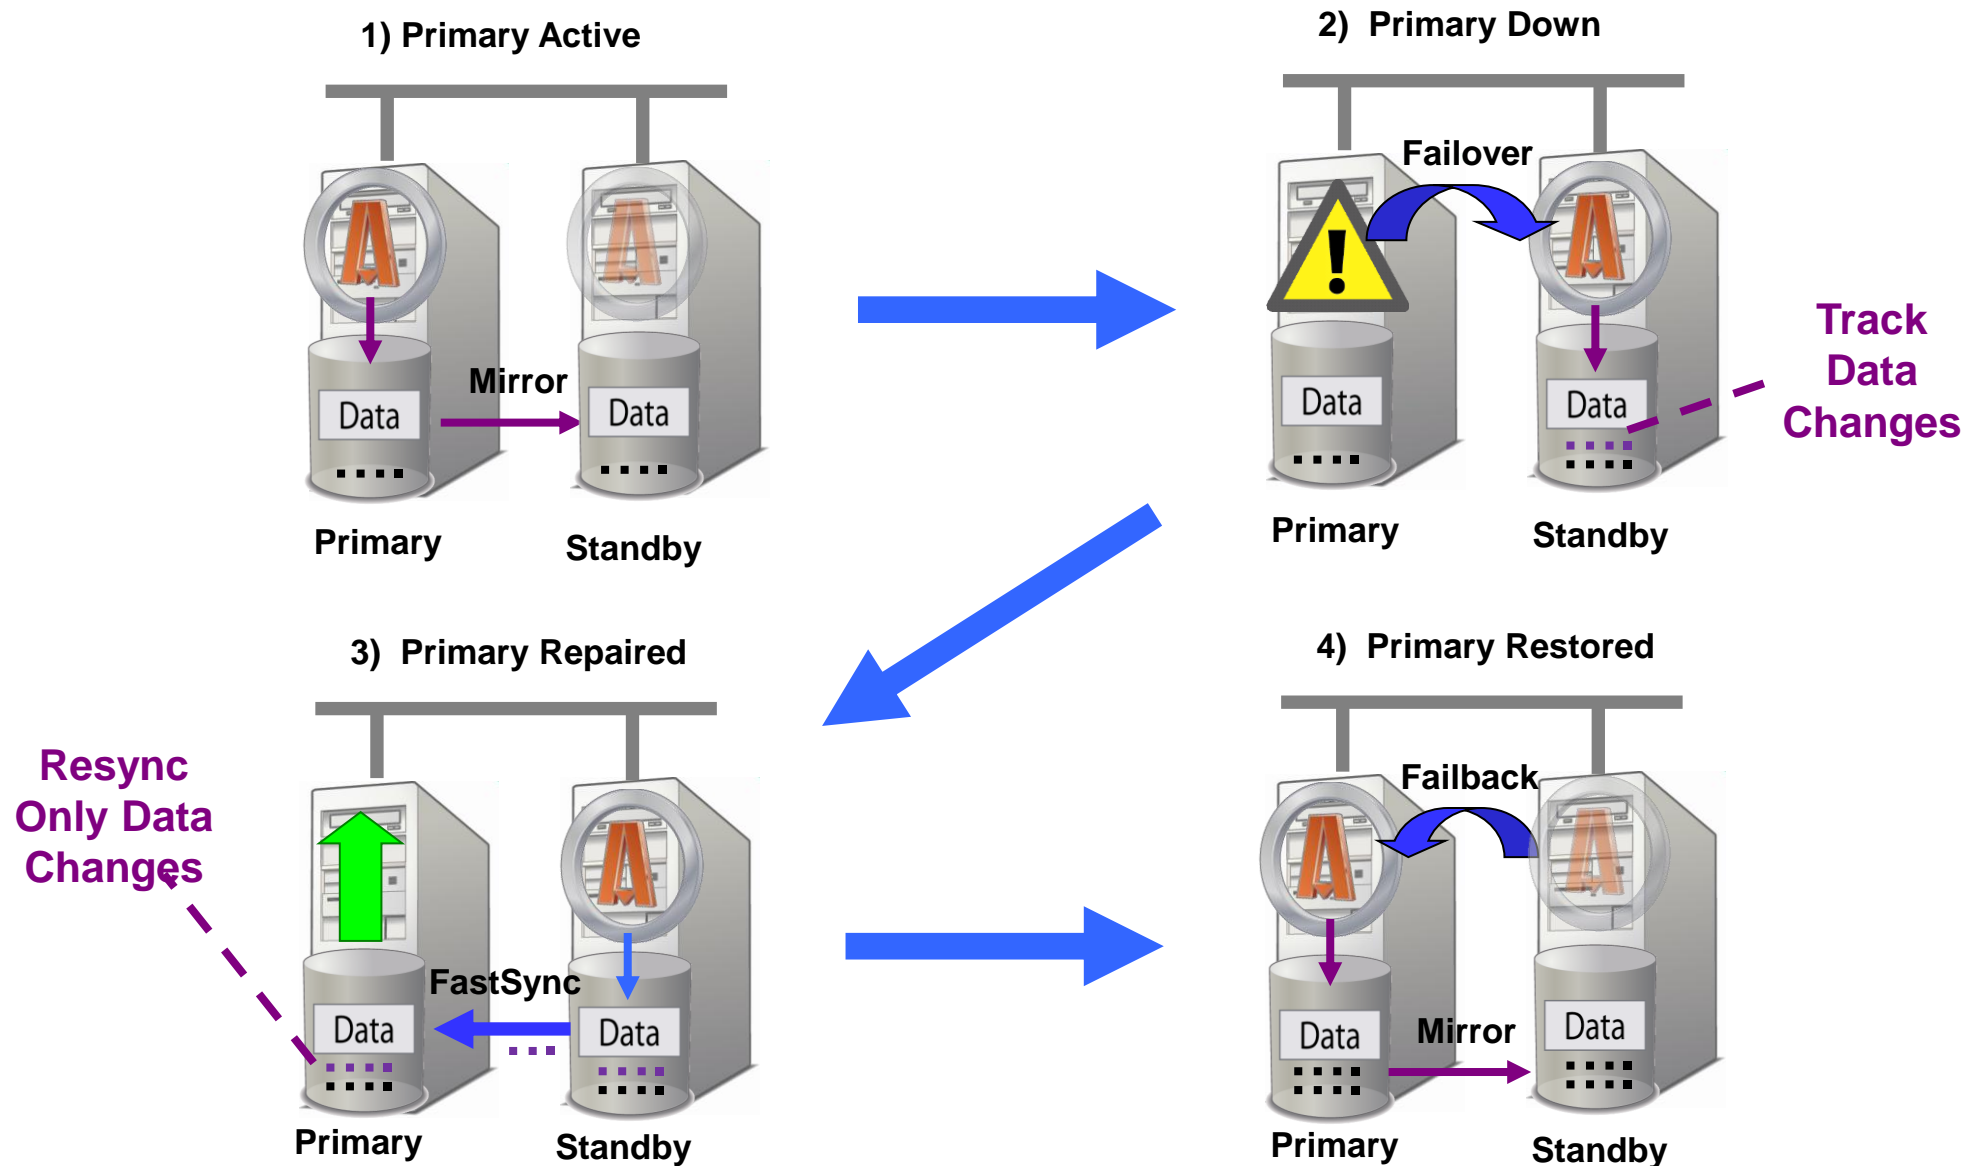 1) Primary Active
Mirror
Data
Data
Primary
Standby
2) Primary Down
Failover
Data
Data
Primary
Standby
Track
Data
Changes
3) Primary Repaired
Resync
Only Data
Changes
FastSync
Data
Data
Primary
Standby
4) Primary Restored
Failback
Data
Mirror
Data
Primary
Standby